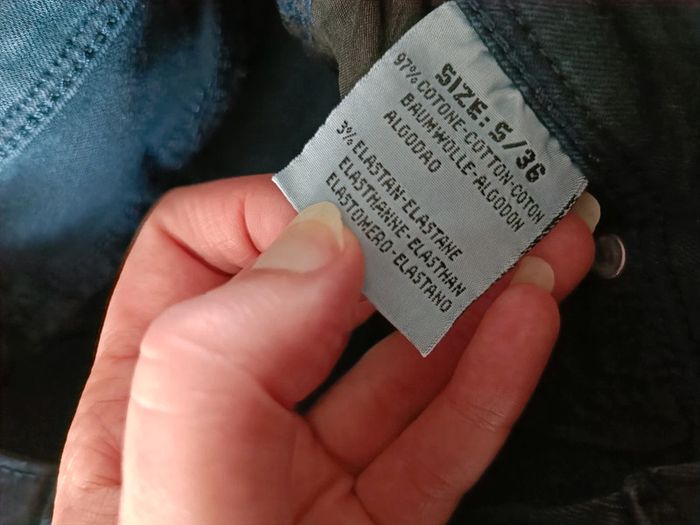 SIZE: S/36
97% COTONE-COTTON-COTON
BAUMWOLLE-ALGODON
ALGODAO
3% ELASTAN-ELASTANE
ELASTHANNE-ELASTHAN
ELASTOMERO-ELASTANO